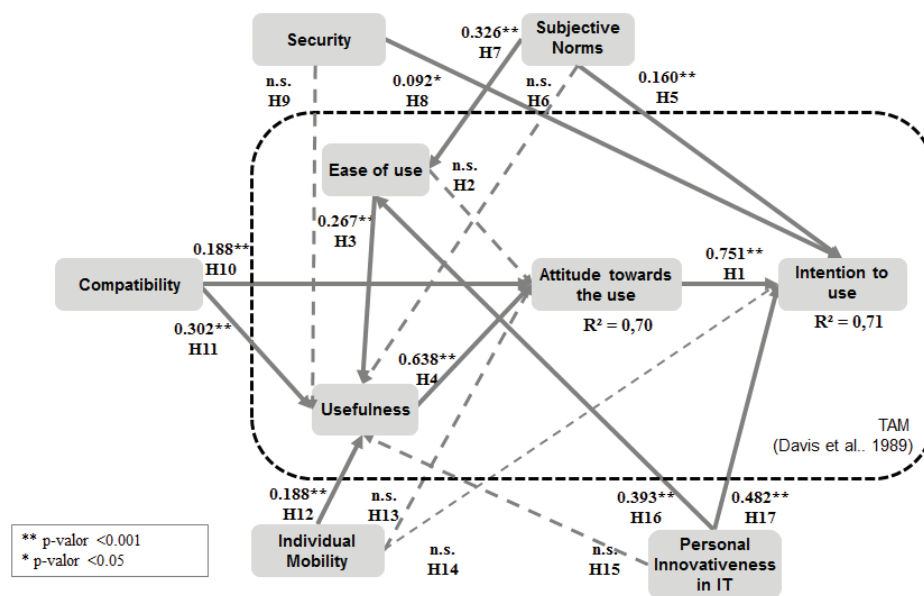 Security
Subjective
Norms
0.326**
H7
n.s.
H9
0.092*
H8
n.s.
H6
0.160**
H5
Ease of use
n.s.
H2
0.267**
H3
0.188**
H10
Compatibility
Attitude towards
the use
0.751**
H1
Intention to
use
R² = 0,70
R² = 0,71
0.302**
H11
0.638**
H4
Usefulness
TAM
(Davis et al.. 1989)
0.188**
H12
n.s.
H13
0.393**
H16
0.482**
H17
Individual
Mobility
n.s.
H14
n.s.
H15
Personal
Innovativeness
in IT
** p-valor <0.001
* p-valor <0.05